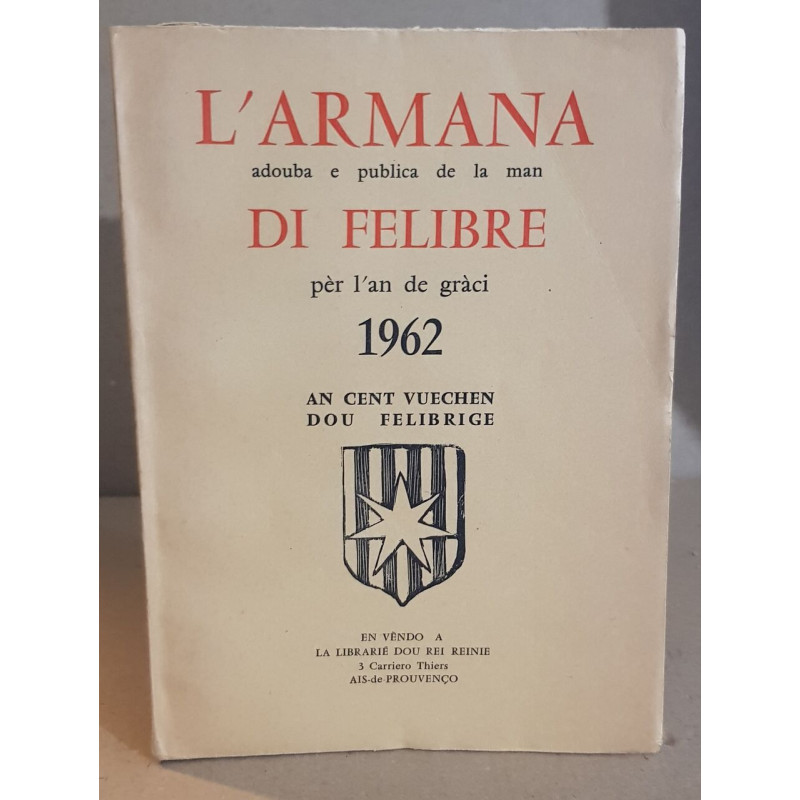 L'ARMANA
adouba e publica de la man
DI FELIBRE
pèr l'an de gràci
1962
AN CENT VUECHEN
DOU FELIBRIGE
EN VÊNDO A
LA LIBRARIÉ DOU REI REINIE
3 Carriero Thiers
AIS-de-PROUVENÇO